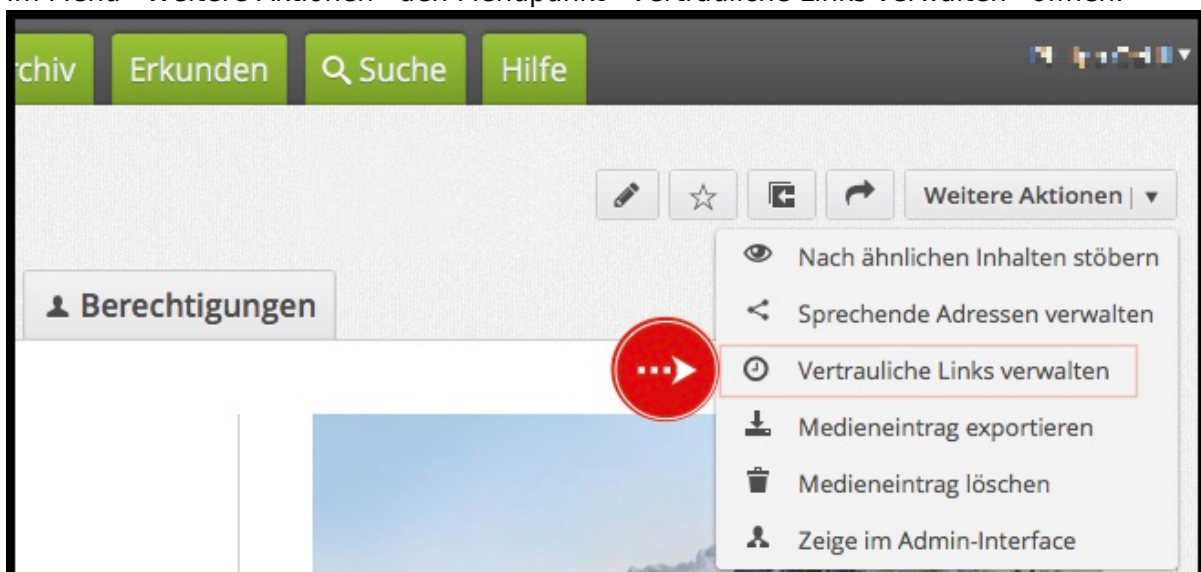 Im Menü "Weitere Aktionen" den Menüpunkt "Vertrauliche Links verwalten" öffnen.
rchiv
Erkunden
Suche
Hilfe
Weitere Aktionen | ▼
Nach ähnlichen Inhalten stöbern
Berechtigungen
Sprechende Adressen verwalten
Vertrauliche Links verwalten
Medieneintrag exportieren
Medieneintrag löschen
Zeige im Admin-Interface